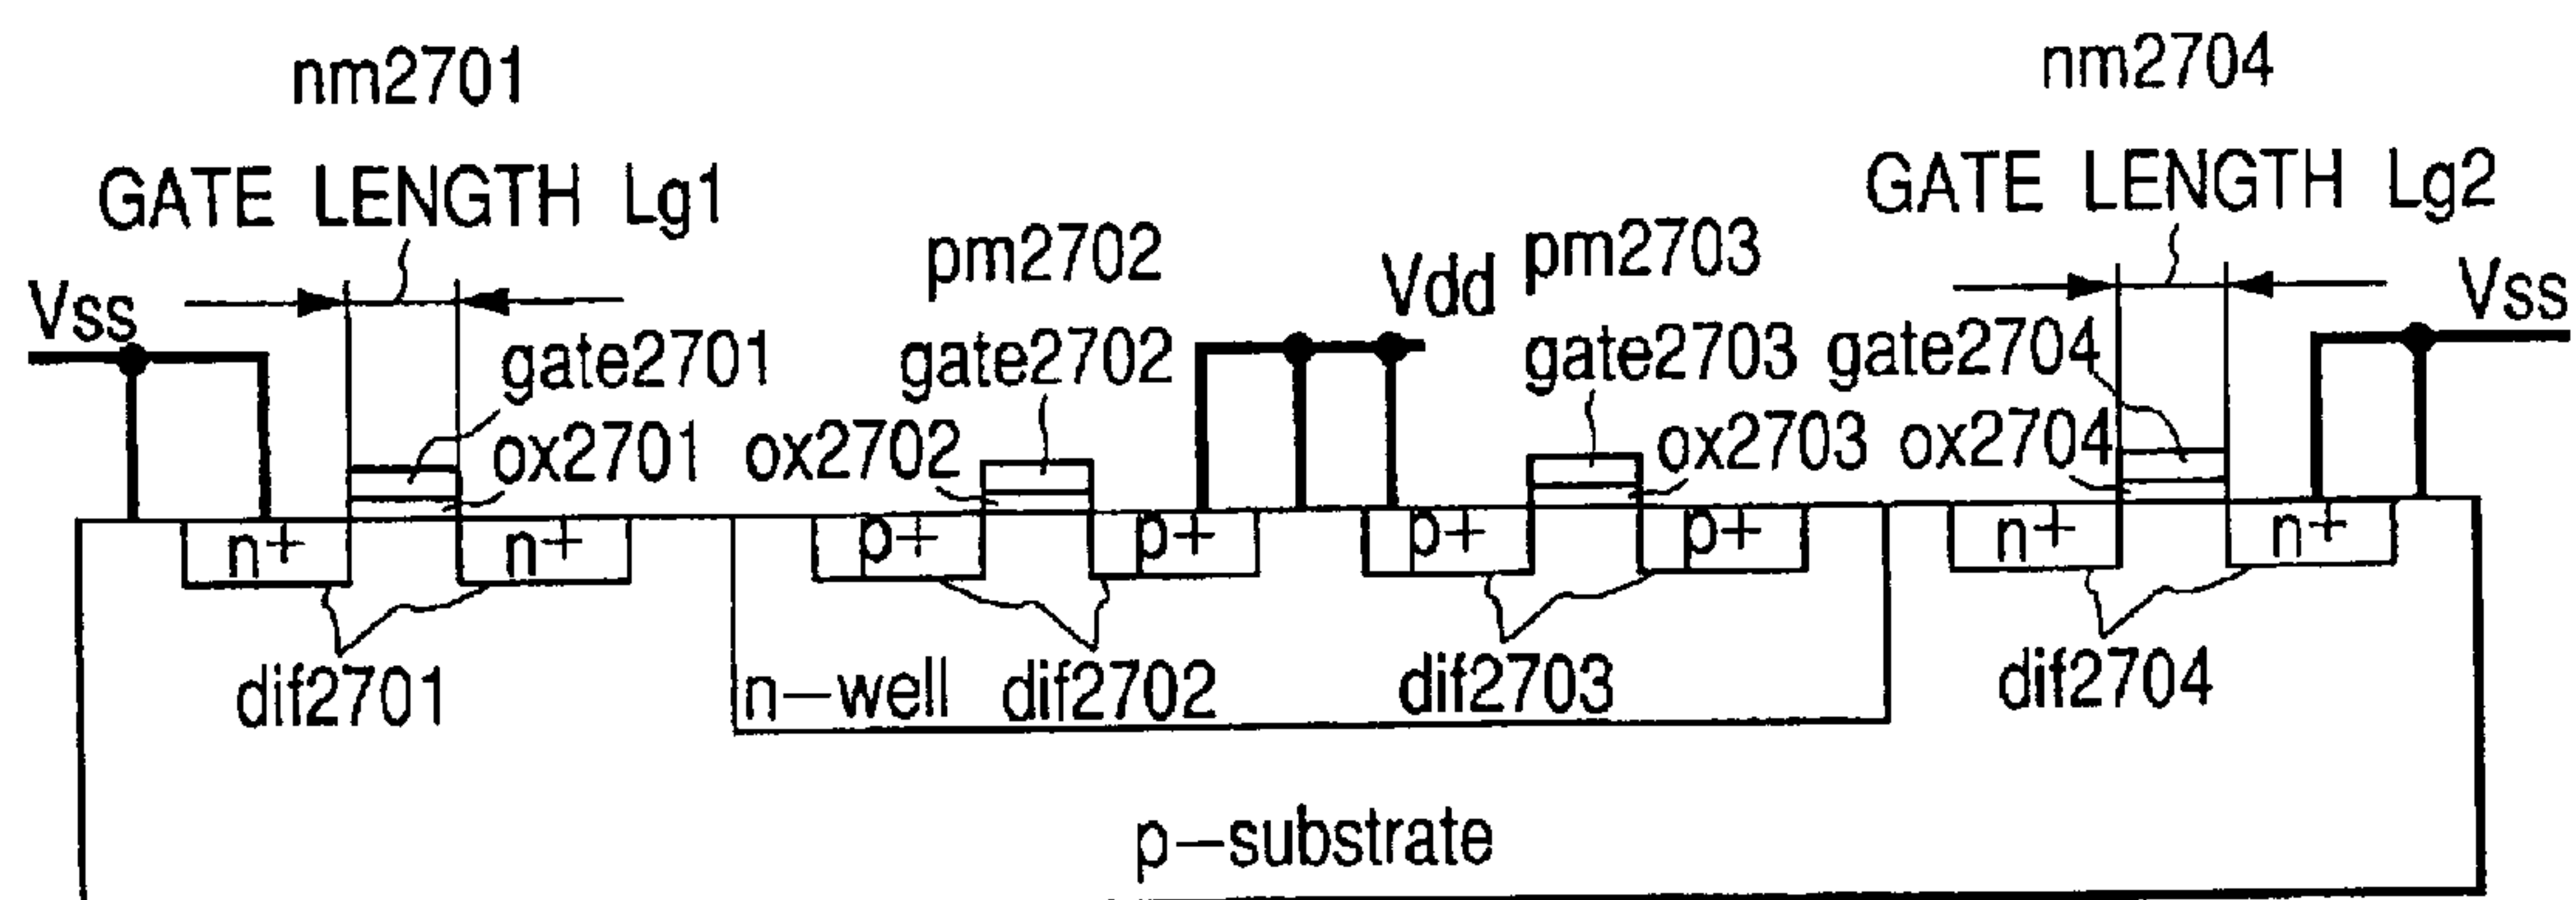 nm2701
nm2704
GATE LENGTH Lg1
GATE LENGTH Lg2
pm2702
pm2703
Vss
Vdd
Vss
gate2701
gate2702
gate2703
gate2704
ox2701
ox2702
ox2703
ox2704
n+
n+
p+
p+
p+
p+
n+
n+
dif2701
n-well
dif2702
dif2703
dif2704
p-substrate